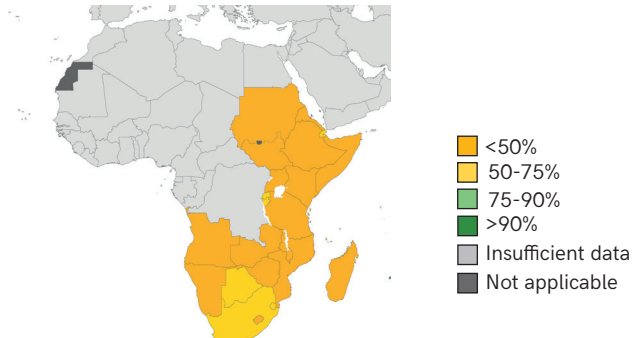 <50%
50-75%
75-90%
>90%
Insufficient data
Not applicable